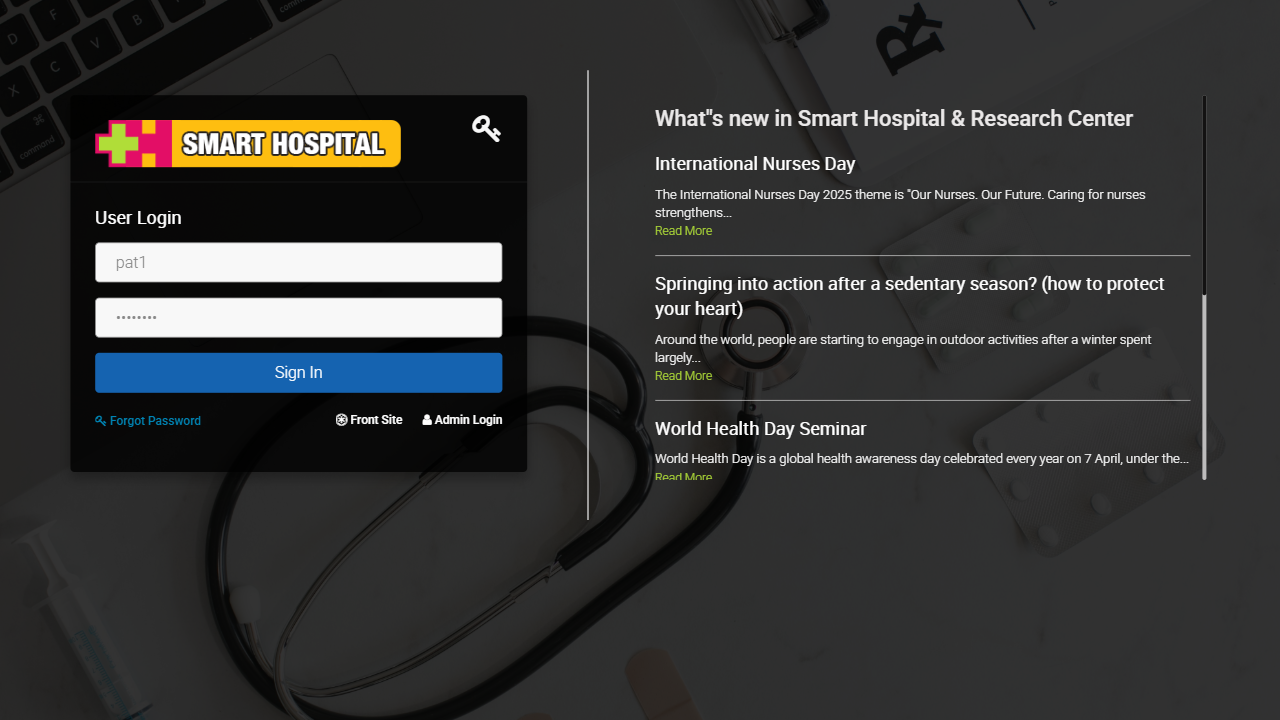 SMART HOSPITAL
User Login
pat1
••••••••
Sign In
Forgot Password
Front Site
Admin Login
What"s new in Smart Hospital & Research Center
International Nurses Day
The International Nurses Day 2025 theme is "Our Nurses. Our Future. Caring for nurses
strengthens...
Read More
Springing into action after a sedentary season? (how to protect
your heart)
Around the world, people are starting to engage in outdoor activities after a winter spent
largely...
Read More
World Health Day Seminar
World Health Day is a global health awareness day celebrated every year on 7 April, under the...
Read More
D
F
V
B
X
C
command
command
Rx